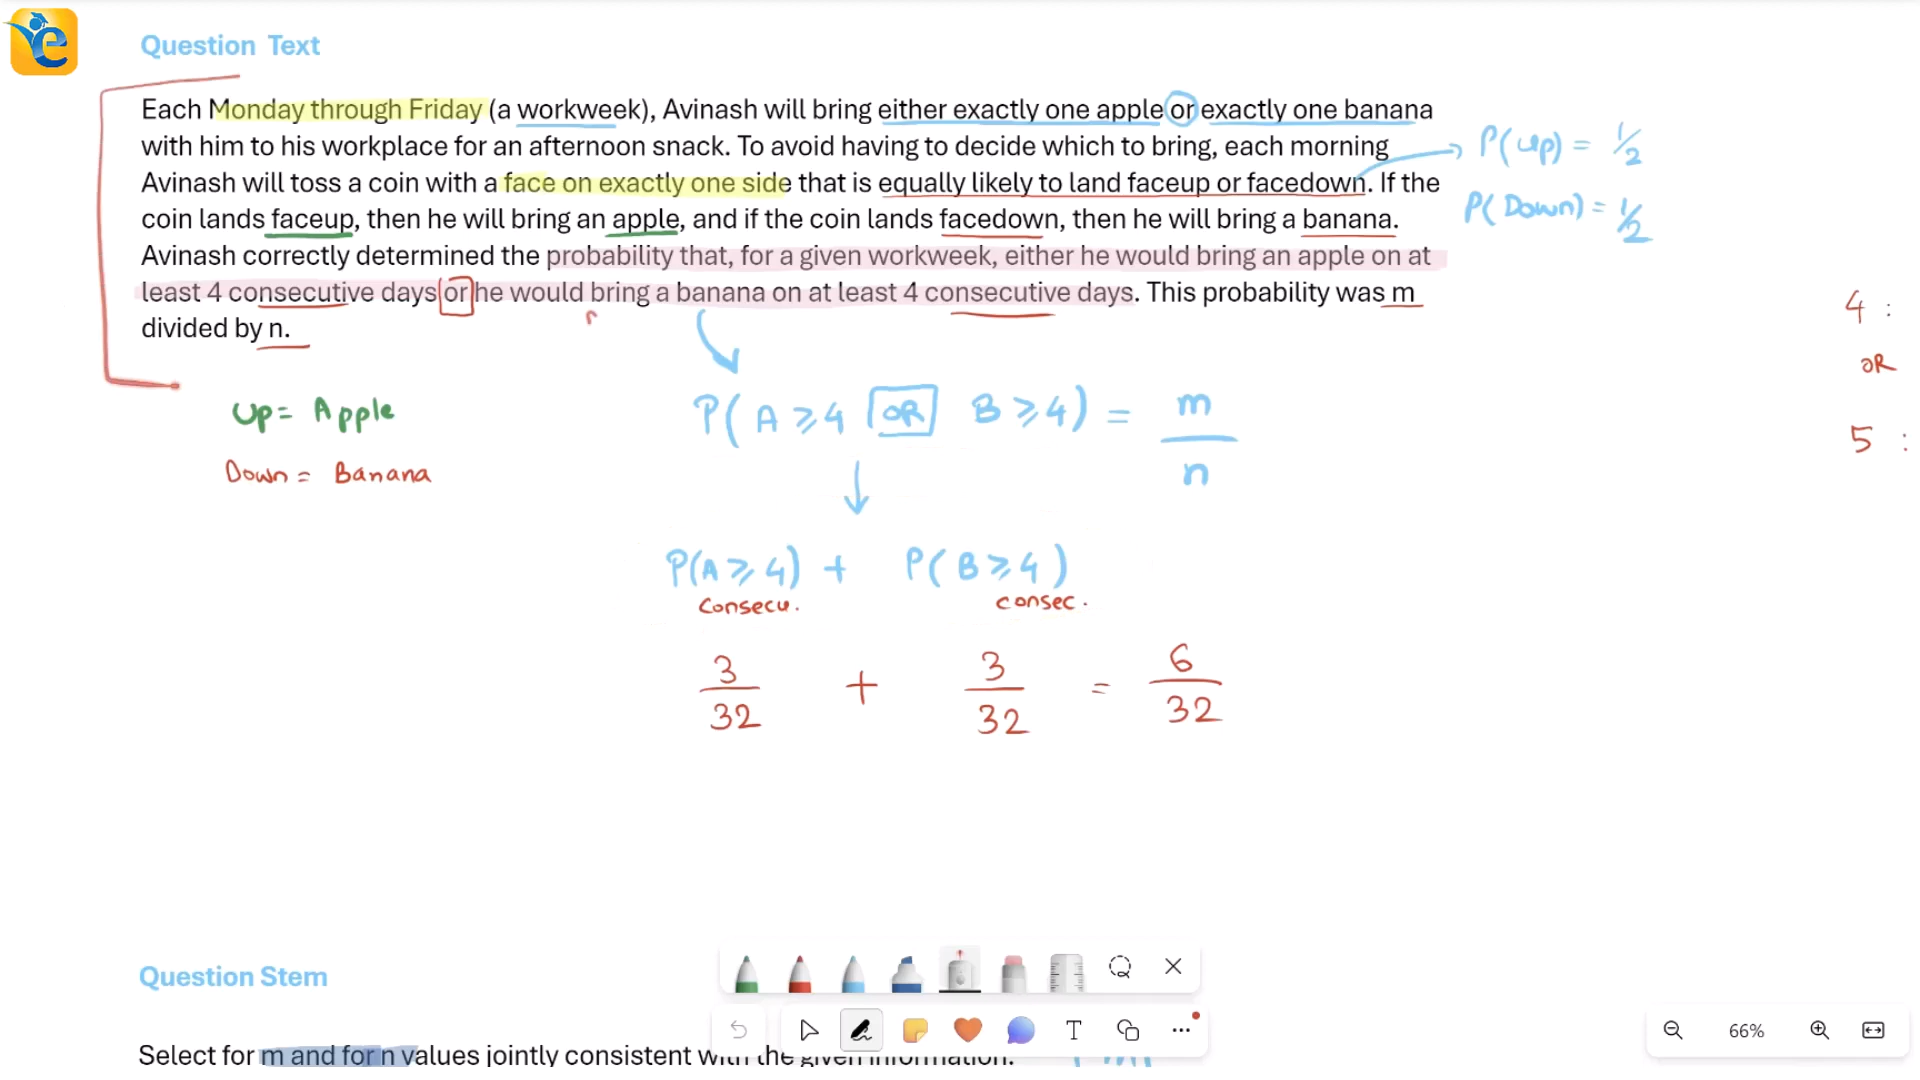 Question Text
Each Monday through Friday (a workweek), Avinash will bring either exactly one apple or exactly one banana
with him to his workplace for an afternoon snack. To avoid having to decide which to bring, each morning
Avinash will toss a coin with a face on exactly one side that is equally likely to land faceup or facedown. If the
coin lands faceup, then he will bring an apple, and if the coin lands facedown, then he will bring a banana.
Avinash correctly determined the probability that, for a given workweek, either he would bring an apple on at
least 4 consecutive days or he would bring a banana on at least 4 consecutive days. This probability was m
divided by n.
P(up) = 1/2
P(Down) = 1/2
4 :
OR
5 :
Up = Apple
Down = Banana
P( A ⩾ 4 OR B ⩾ 4 ) = m/n
P(A ⩾ 4) + P( B ⩾ 4 )
Consecu. consec.
3/32 + 3/32 = 6/32
Question Stem
Select for m and for n values jointly consistent with the given information.
66%